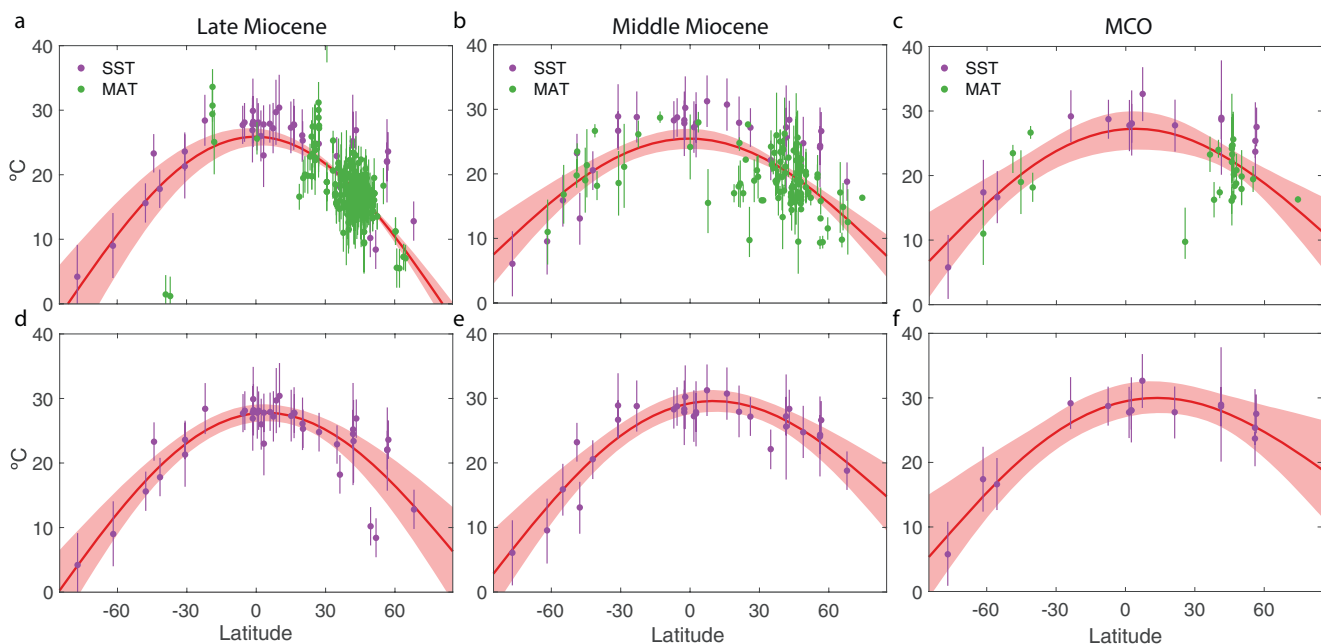 a Late Miocene b Middle Miocene c MCO
40 40 40
SST SST SST
MAT MAT MAT
30 30 30
°C 20 20 20
10 10 10
0 0 0
d e f
40 40 40
30 30 30
°C 20 20 20
10 10 10
0 0 0
-60 -30 0 30 60 -60 -30 0 30 60 -60 -30 0 30 60
Latitude Latitude Latitude